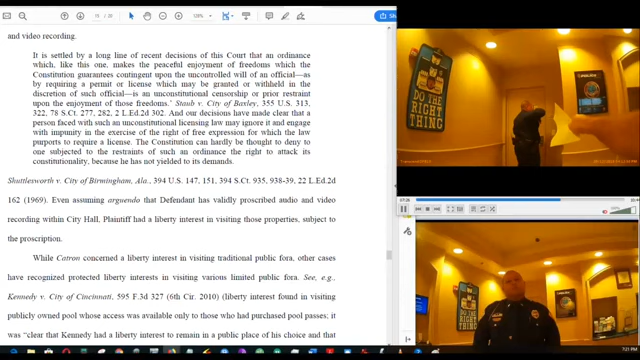 and video recording.
It is settled by a long line of recent decisions of this Court that an ordinance
which, like this one, makes the peaceful enjoyment of freedoms which the
Constitution guarantees contingent upon the uncontrolled will of an official–as
by requiring a permit or license which may be granted or withheld in the
discretion of such official–is an unconstitutional censorship or prior restraint
upon the enjoyment of those freedoms.' Staub v. City of Baxley, 355 U.S. 313,
322, 78 S.Ct. 277, 282, 2 L.Ed.2d 302. And our decisions have made clear that a
person faced with such an unconstitutional licensing law may ignore it and engage
with impunity in the exercise of the right of free expression for which the law
purports to require a license. The Constitution can hardly be thought to deny to
one subjected to the restraints of such an ordinance the right to attack its
constitutionality, because he has not yielded to its demands.
Shuttlesworth v. City of Birmingham, Ala., 394 U.S. 147, 151, 394 S.Ct. 935, 938-39, 22 L.Ed.2d
162 (1969). Even assuming arguendo that Defendant has validly proscribed audio and video
recording within City Hall, Plaintiff had a liberty interest in visiting those properties, subject to
the proscription.
While Catron concerned a liberty interest in visiting traditional public fora, other cases
have recognized protected liberty interests in visiting various limited public fora. See, e.g.,
Kennedy v. City of Cincinnati, 595 F.3d 327 (6th Cir. 2010) (liberty interest found in visiting
publicly owned pool whose access was available only to those who had purchased pool passes; it
was "clear that Kennedy had a liberty interest to remain in a public place of his choice and that
DO THE
RIGHT
THING
DO THE
RIGHT
THING
7:21 PM